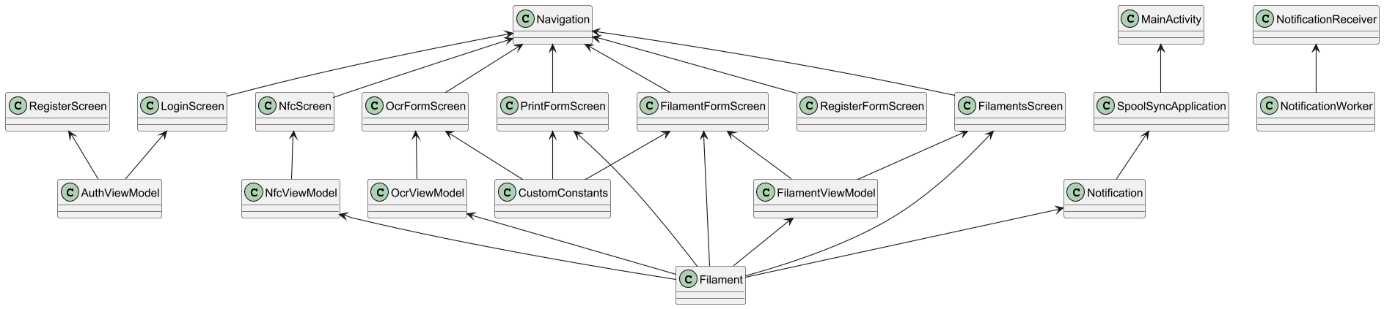 C Navigation
C MainActivity
C NotificationReceiver
C RegisterScreen
C LoginScreen
C NfcScreen
C OcrFormScreen
C PrintFormScreen
C FilamentFormScreen
C RegisterFormScreen
C FilamentsScreen
C SpoolSyncApplication
C NotificationWorker
C AuthViewModel
C NfcViewModel
C OcrViewModel
C CustomConstants
C FilamentViewModel
C Notification
C Filament